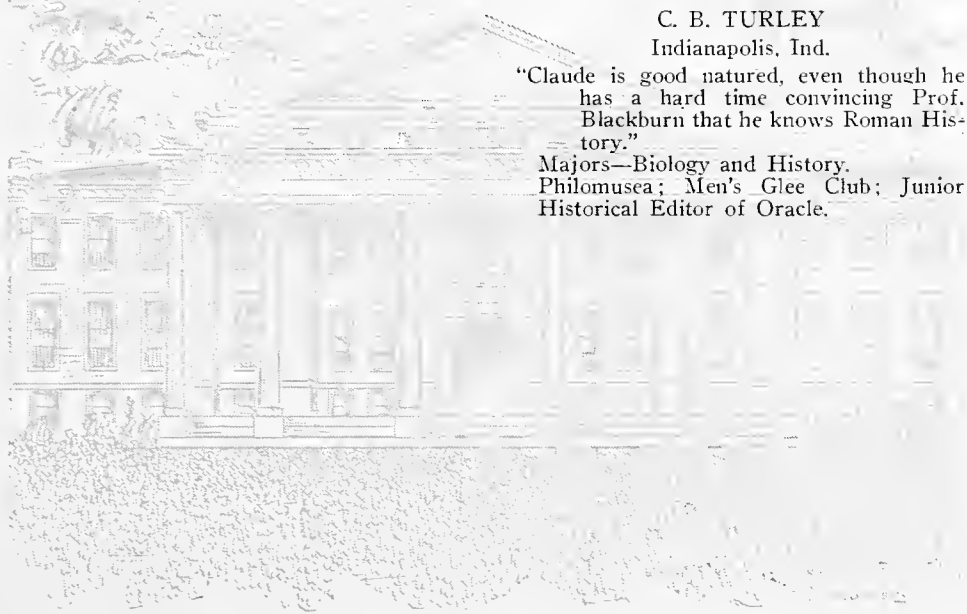 C. B. TURLEY
Indianapolis, Ind.
“Claude is good natured, even though he
has a hard time convincing Prof.
Blackburn that he knows Roman His-
tory.”
Majors—Biology and History.
Philomusea; Men's Glee Club; Junior
Historical Editor of Oracle.